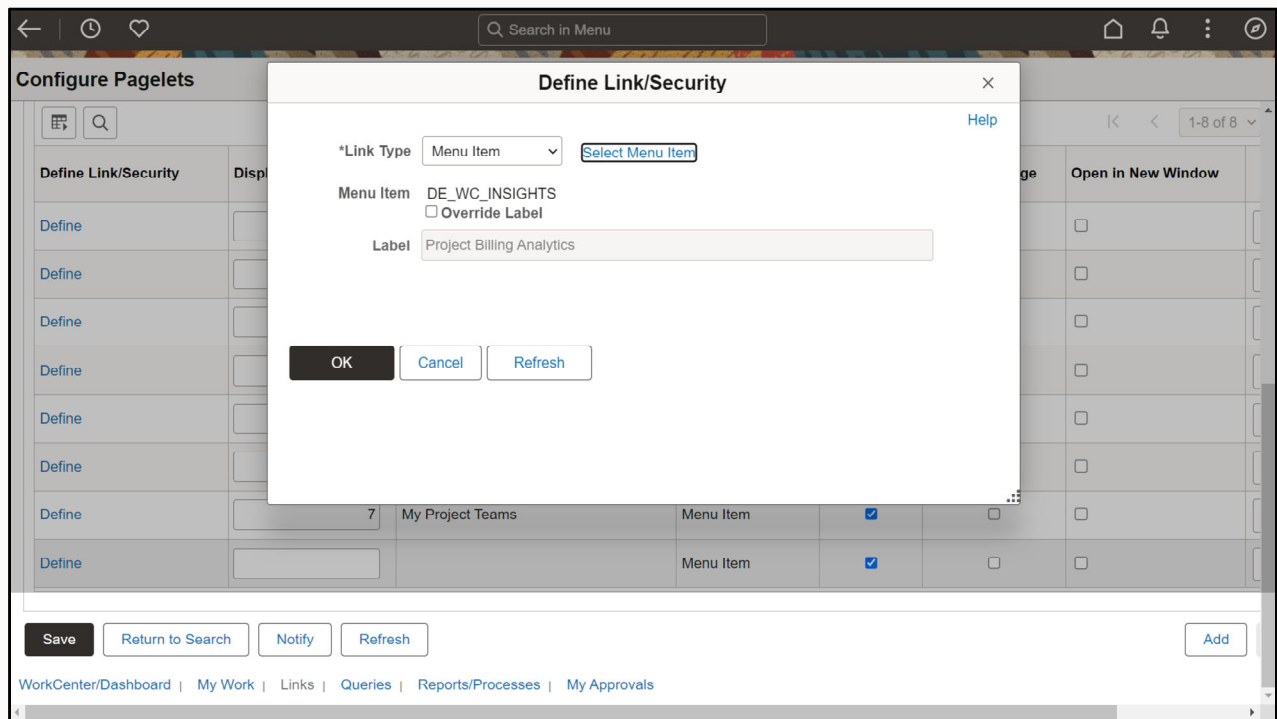 Search in Menu
Configure Pagelets
Define Link/Security
Help
1-8 of 8
*Link Type Menu Item Select Menu Item
Define Link/Security Open in New Window
Menu Item DE_WC_INSIGHTS
Override Label
Define
Label Project Billing Analytics
Define
Define
OK Cancel Refresh
Define
Define
Define
Define 7 My Project Teams Menu Item
Define Menu Item
Save Return to Search Notify Refresh Add
WorkCenter/Dashboard | My Work | Links | Queries | Reports/Processes | My Approvals